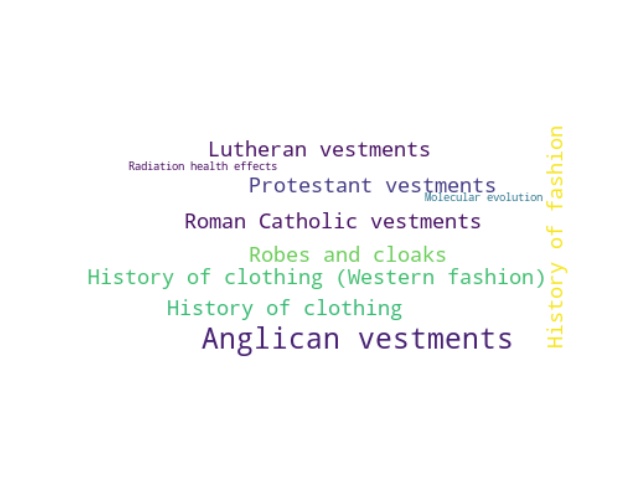 Lutheran vestments
Radiation health effects
Protestant vestments
Molecular evolution
Roman Catholic vestments
Robes and cloaks
History of clothing (Western fashion)
History of clothing
Anglican vestments
History of fashion